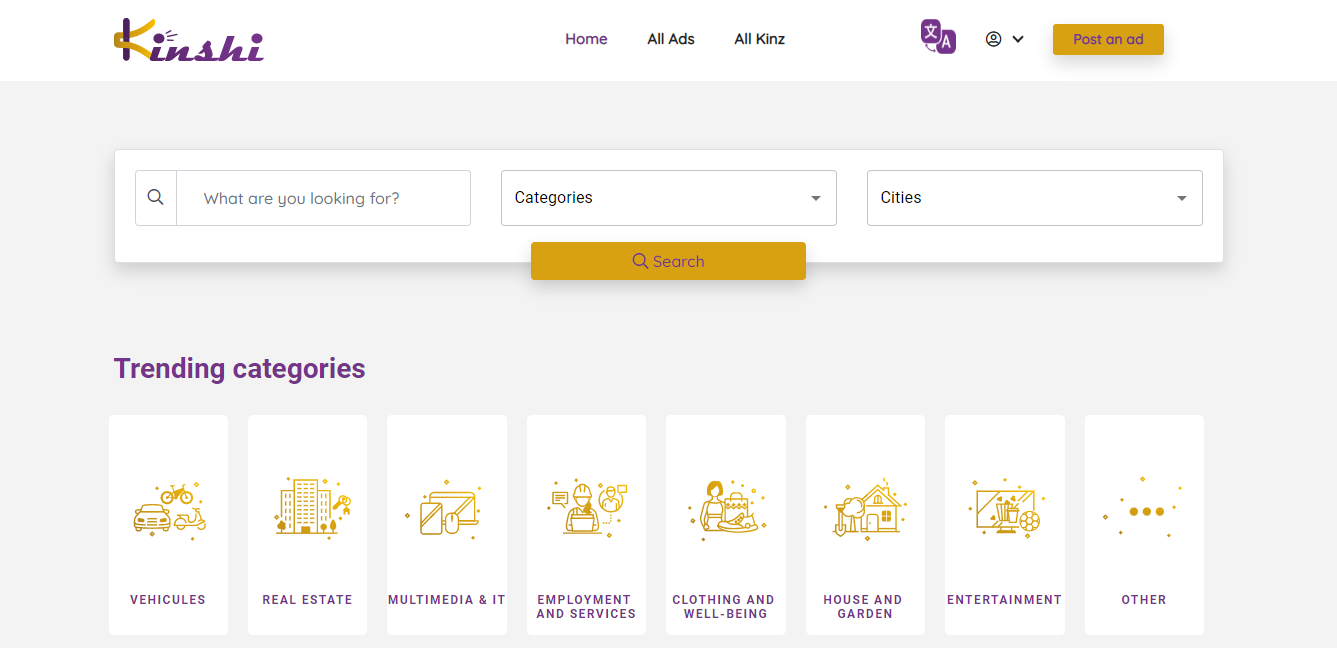 Kinshi
Home
All Ads
All Kinz
文 A
Post an ad
What are you looking for?
Categories
Cities
Search
Trending categories
VEHICULES
REAL ESTATE
MULTIMEDIA & IT
EMPLOYMENT
AND SERVICES
CLOTHING AND
WELL-BEING
HOUSE AND
GARDEN
ENTERTAINMENT
OTHER